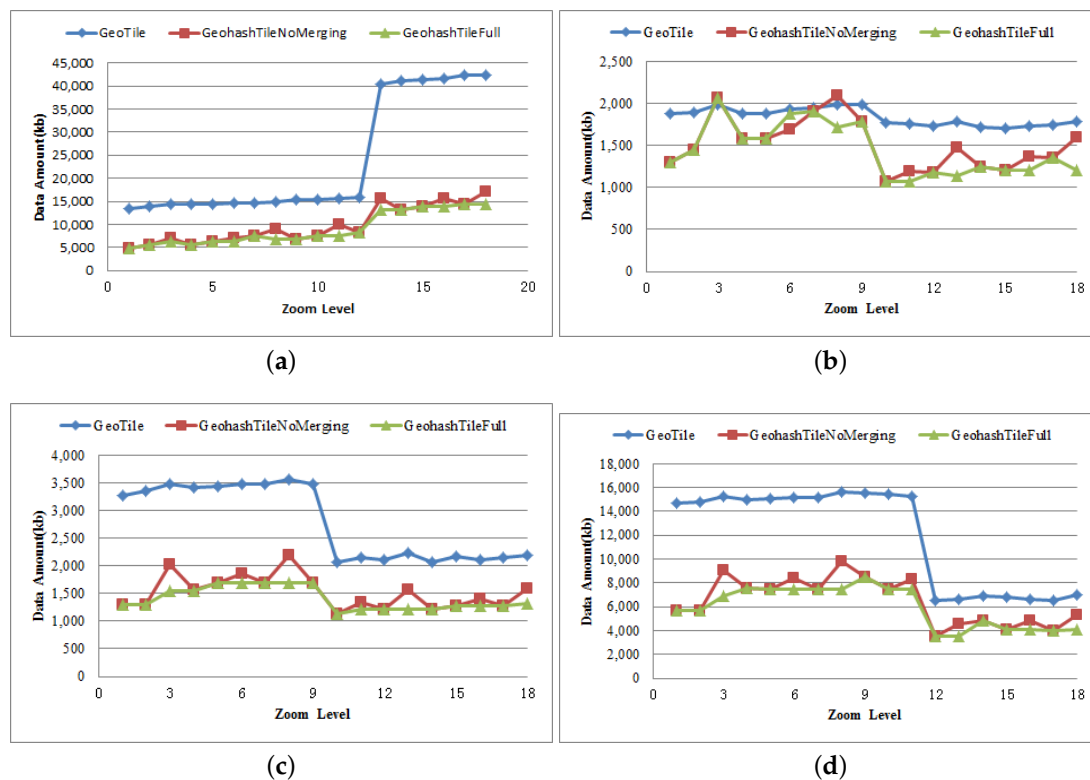 GeoTile GeohashTileNoMerging GeohashTileFull
45,000
40,000
35,000
30,000
25,000
20,000
15,000
10,000
5,000
0
Data Amount(kb)
0 5 10 15 20
Zoom Level
(a)
GeoTile GeohashTileNoMerging GeohashTileFull
2,500
2,000
1,500
1,000
500
0
Data Amount(kb)
0 3 6 9 12 15 18
Zoom Level
(b)
GeoTile GeohashTileNoMerging GeohashTileFull
4,000
3,500
3,000
2,500
2,000
1,500
1,000
500
0
Data Amount(kb)
0 3 6 9 12 15 18
Zoom Level
(c)
GeoTile GeohashTileNoMerging GeohashTileFull
18,000
16,000
14,000
12,000
10,000
8,000
6,000
4,000
2,000
0
Data Amount(kb)
0 3 6 9 12 15 18
Zoom Level
(d)